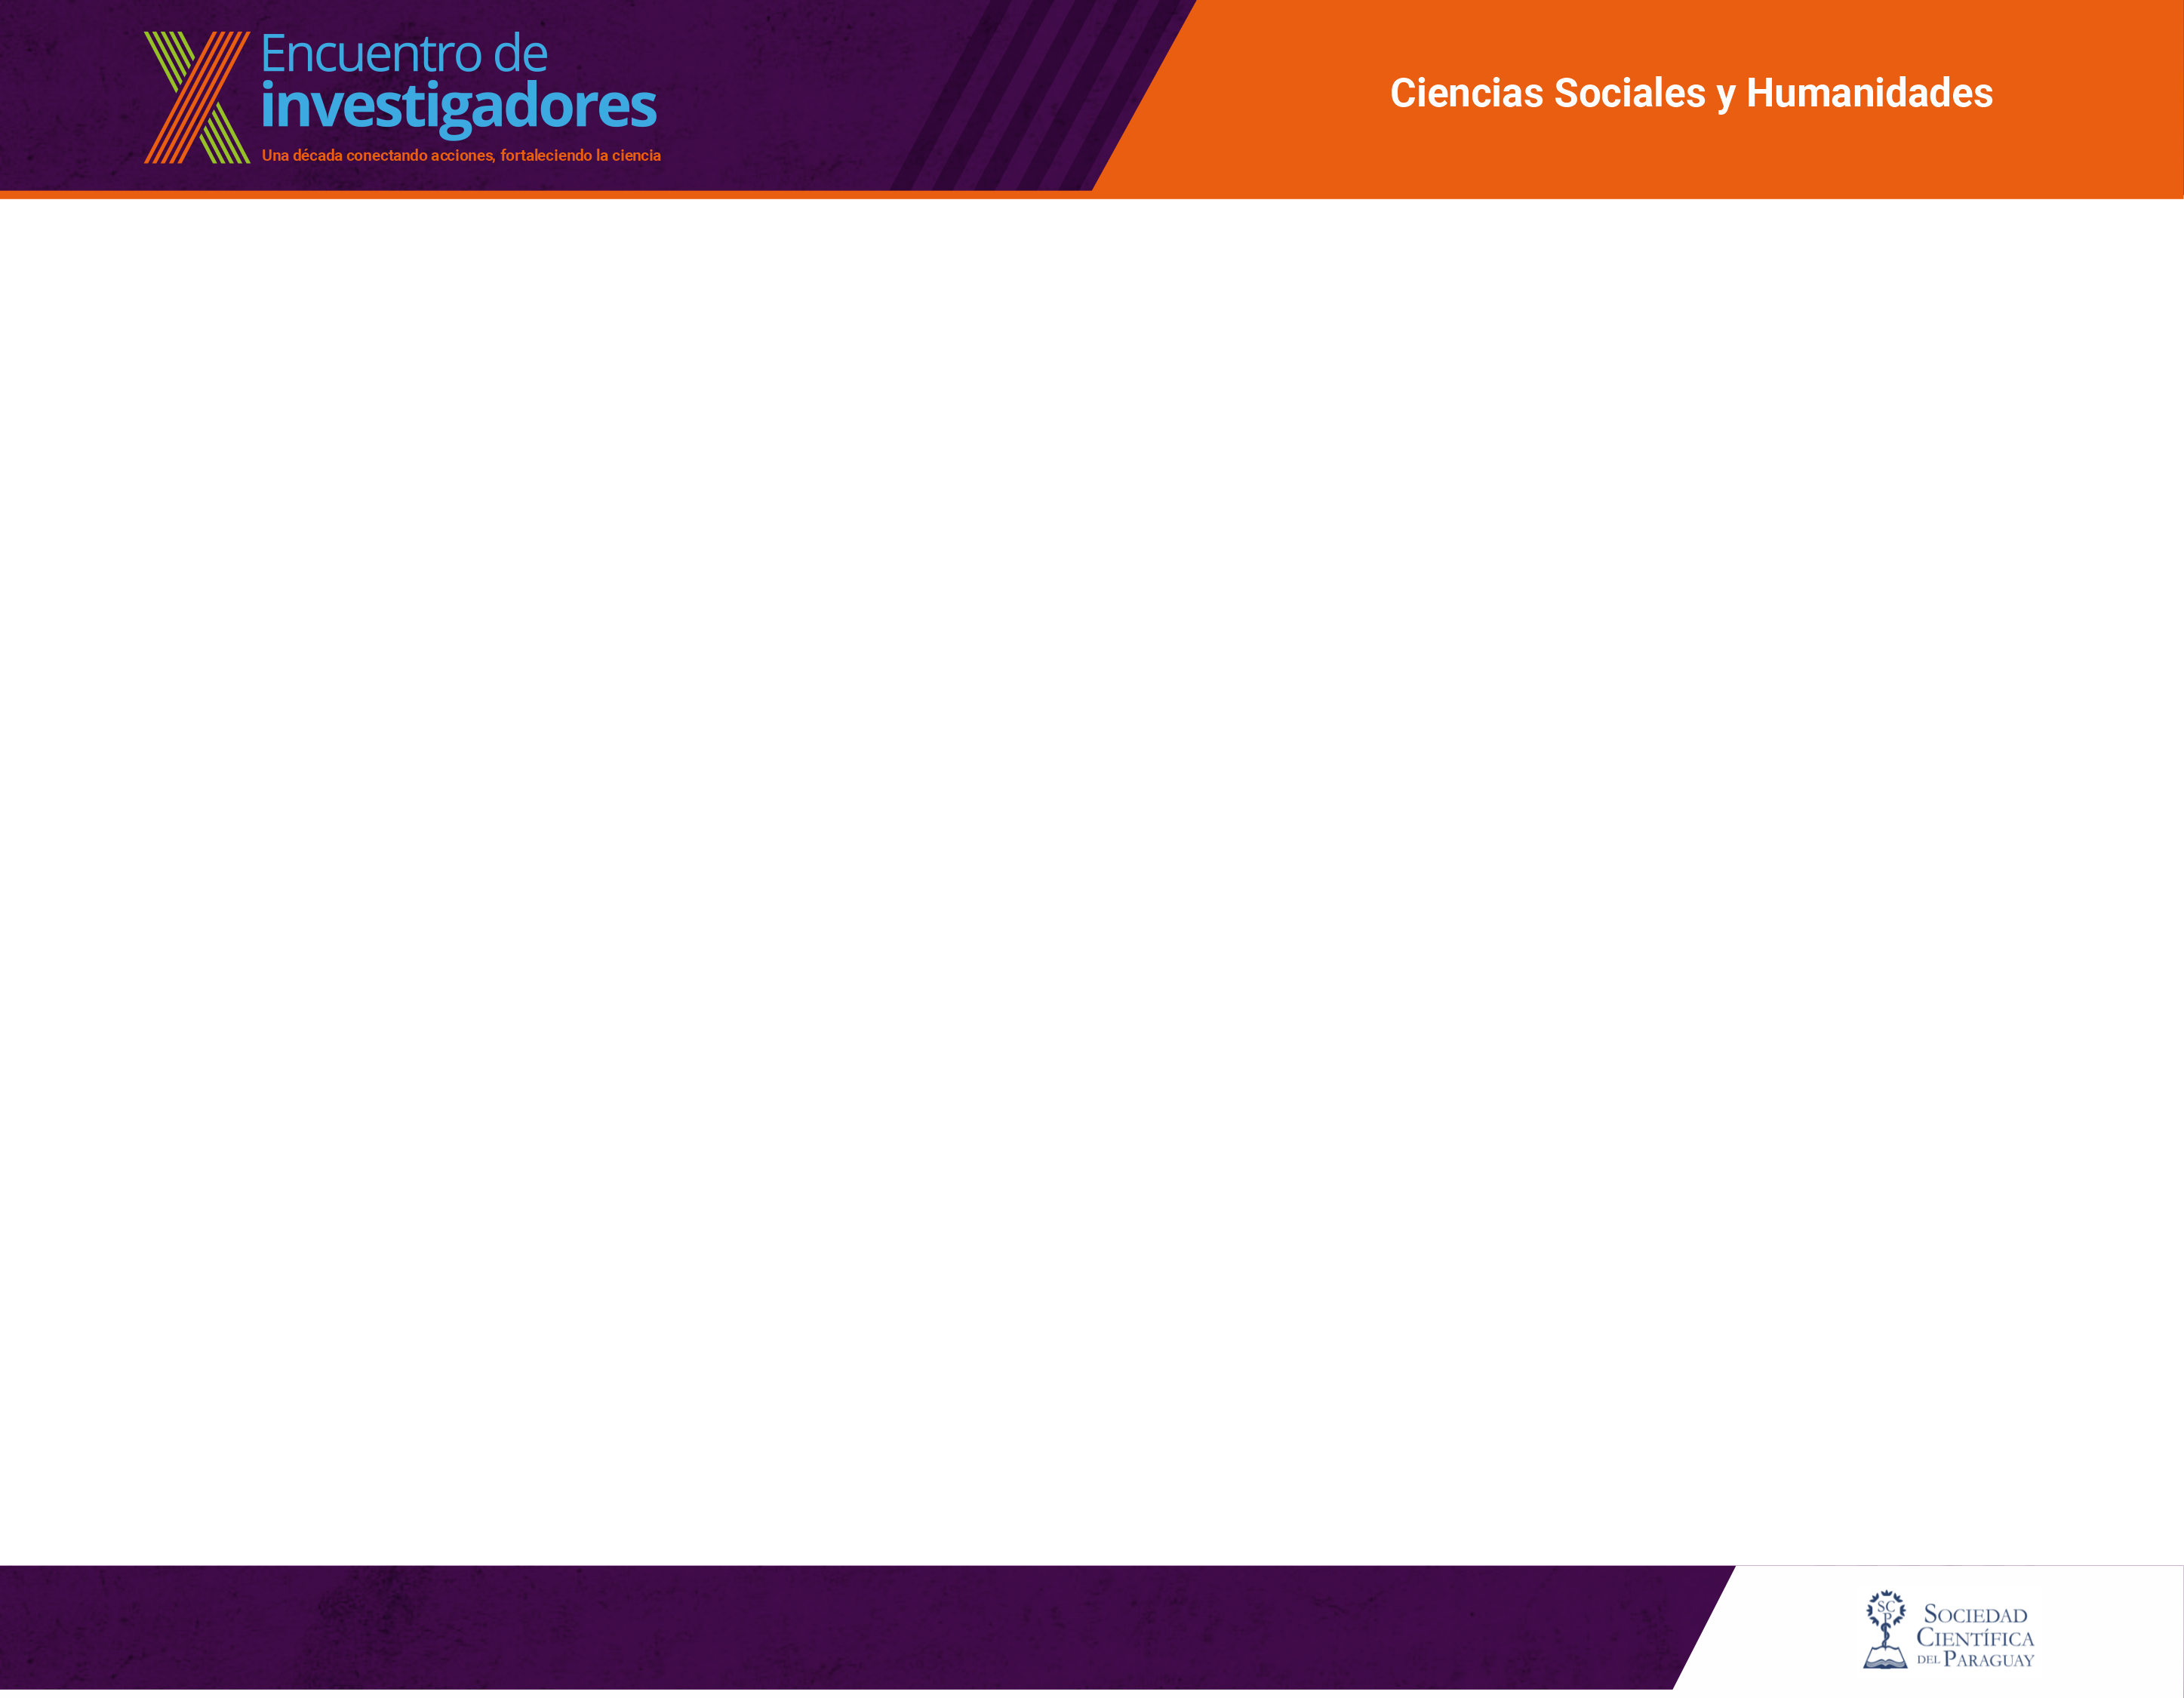 X Encuentro de
investigadores
Una década conectando acciones, fortaleciendo la ciencia
Ciencias Sociales y Humanidades
SCP
SOCIEDAD
CIENTÍFICA
DEL PARAGUAY